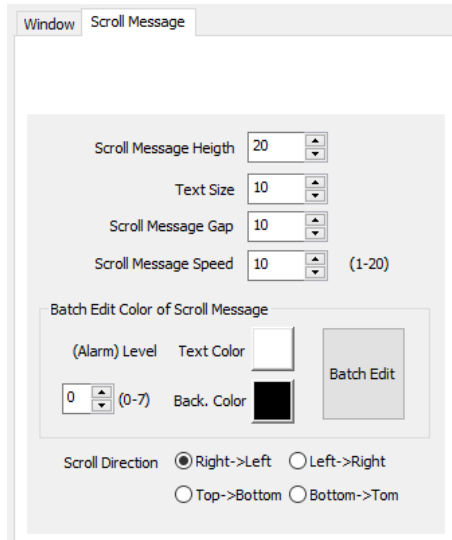 Window Scroll Message
Scroll Message Heigth 20
Text Size 10
Scroll Message Gap 10
Scroll Message Speed 10 (1-20)
Batch Edit Color of Scroll Message
(Alarm) Level Text Color
Batch Edit
0 (0-7) Back. Color
Scroll Direction Right->Left Left->Right
Top->Bottom Bottom->Tom